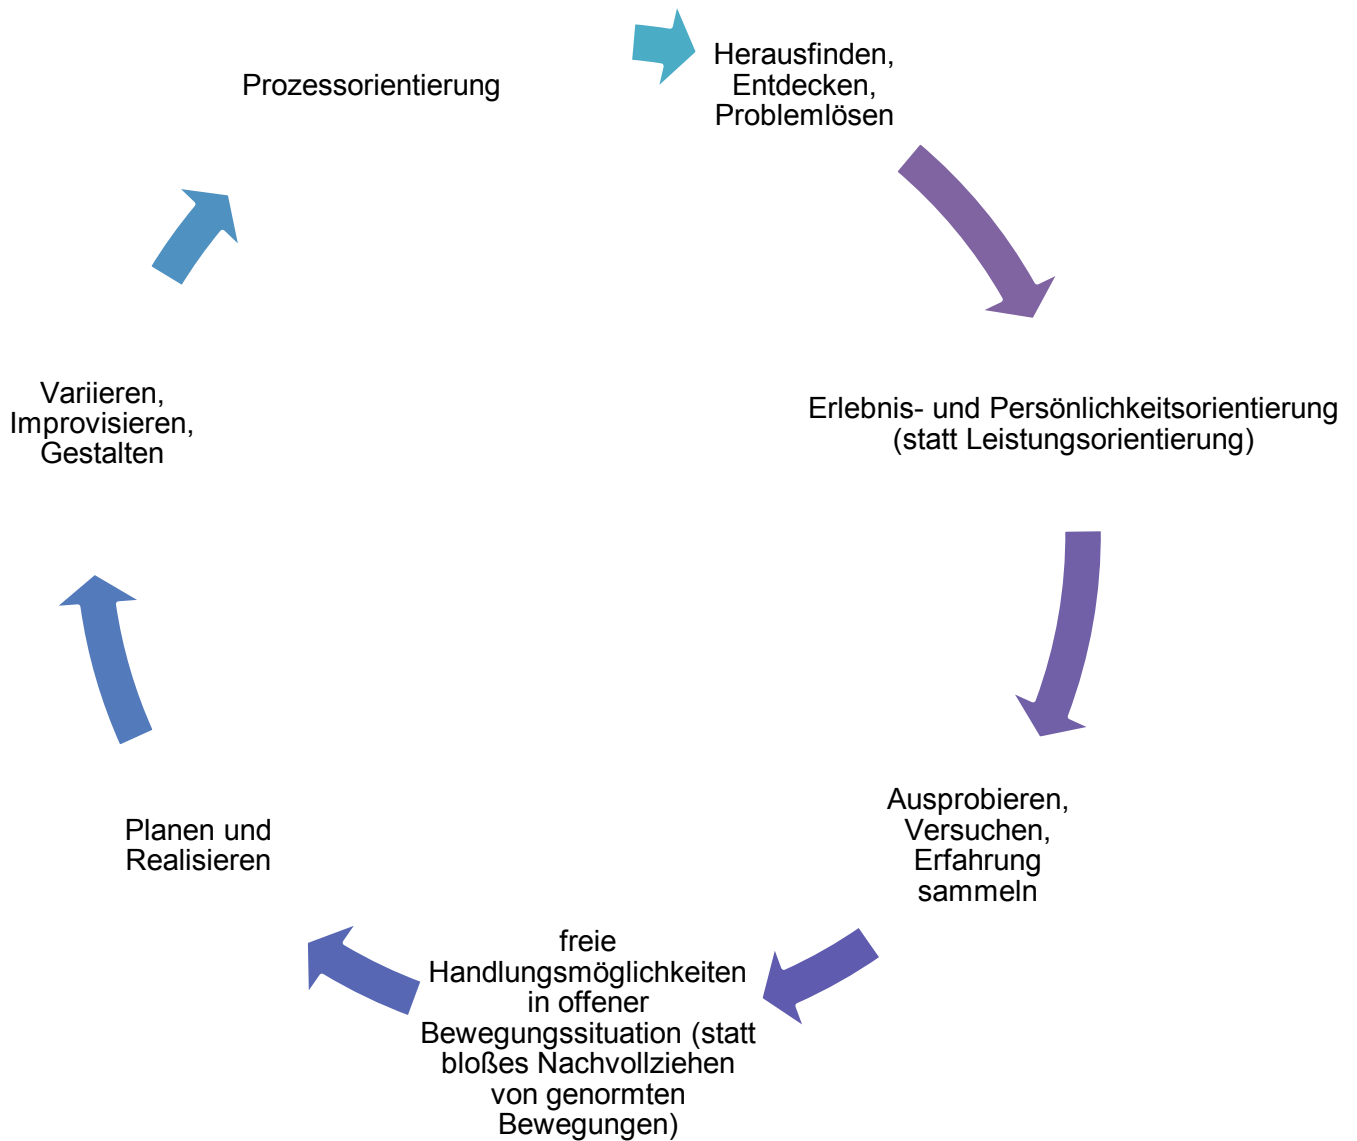 Prozessorientierung
Herausfinden,
Entdecken,
Problemlösen
Erlebnis- und Persönlichkeitsorientierung
(statt Leistungsorientierung)
Ausprobieren,
Versuchen,
Erfahrung
sammeln
freie
Handlungsmöglichkeiten
in offener
Bewegungssituation (statt
bloßes Nachvollziehen
von genormten
Bewegungen)
Planen und
Realisieren
Variieren,
Improvisieren,
Gestalten